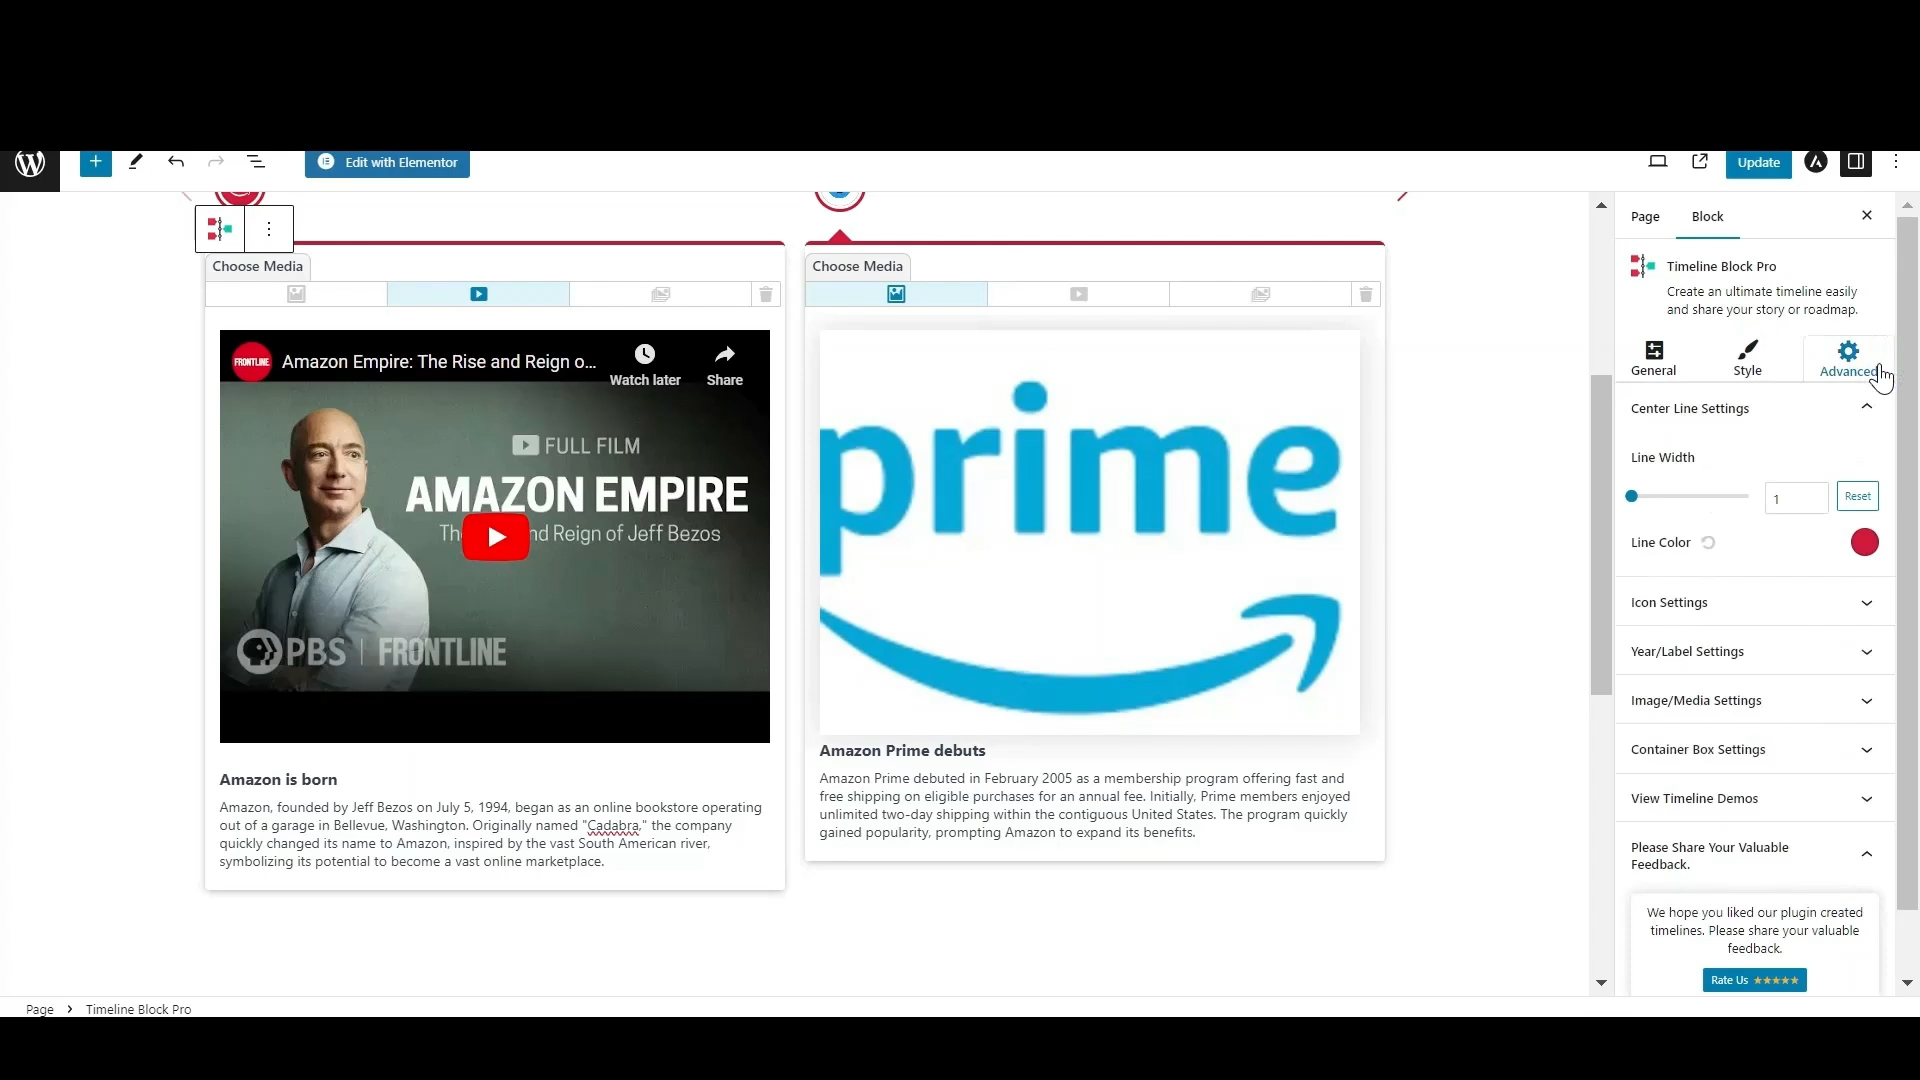 Edit with Elementor
Update
Choose Media
FRONTLINE
Amazon Empire: The Rise and Reign o...
Watch later
Share
FULL FILM
AMAZON EMPIRE
Th nd Reign of Jeff Bezos
PBS | FRONTLINE
Amazon is born
Amazon, founded by Jeff Bezos on July 5, 1994, began as an online bookstore operating
out of a garage in Bellevue, Washington. Originally named "Cadabra," the company
quickly changed its name to Amazon, inspired by the vast South American river,
symbolizing its potential to become a vast online marketplace.
Choose Media
prime
Amazon Prime debuts
Amazon Prime debuted in February 2005 as a membership program offering fast and
free shipping on eligible purchases for an annual fee. Initially, Prime members enjoyed
unlimited two-day shipping within the contiguous United States. The program quickly
gained popularity, prompting Amazon to expand its benefits.
Page
Block
Timeline Block Pro
Create an ultimate timeline easily
and share your story or roadmap.
General
Style
Advanced
Center Line Settings
Line Width
1
Reset
Line Color
Icon Settings
Year/Label Settings
Image/Media Settings
Container Box Settings
View Timeline Demos
Please Share Your Valuable
Feedback.
We hope you liked our plugin created
timelines. Please share your valuable
feedback.
Rate Us ★★★★★
Page > Timeline Block Pro